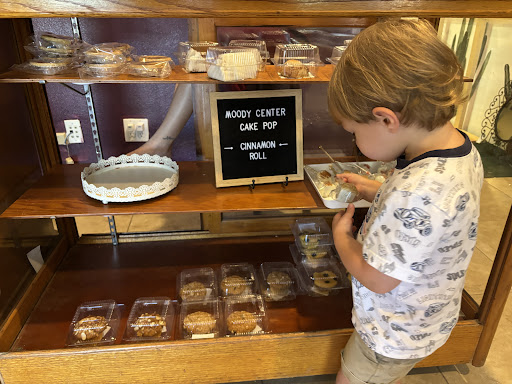 MOODY CENTER
CAKE POP
→ CINNAMON ←
ROLL